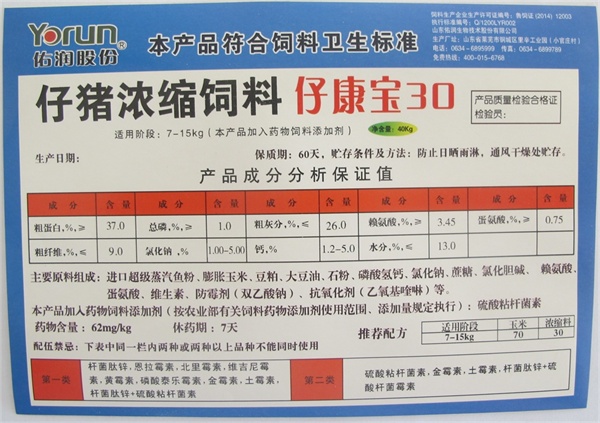 Yorun®
佑润股份
本产品符合饲料卫生标准
饲料生产企业生产许可证编号：鲁饲证 (2014) 12003
执行标准编号：Q/1200LYR002
山东佑润生物技术股份有限公司
生产厂址：山东省莱芜市钢城区里辛工业园（小官庄村）
电话：0634-6895999 传真：0634-6899789
免费热线：400-015-6768
仔猪浓缩饲料 仔康宝30
产品质量检验合格证
检验员：
适用阶段：7-15kg（本产品加入药物饲料添加剂）
净含量：40Kg
生产日期： 保质期：60天，贮存条件及方法：防止日晒雨淋，通风干燥处贮存。
产品成分分析保证值
成分 含量 成分 含量 成分 含量 成分 含量 成分 含量
粗蛋白,%,≥ 37.0 总磷,%,≥ 1.0 粗灰分,%,≤ 26.0 赖氨酸,%,≥ 3.45 蛋氨酸,%,≥ 0.75
粗纤维,%,≤ 9.0 氯化钠,% 1.00-5.00 钙,% 1.2-5.0 水分,%,≤ 13.0
主要原料组成：进口超级蒸汽鱼粉、膨胀玉米、豆粕、大豆油、石粉、磷酸氢钙、氯化钠、蔗糖、氯化胆碱、 赖氨酸、
蛋氨酸、维生素、防霉剂（双乙酸钠）、抗氧化剂（乙氧基喹啉）等。
本产品加入药物饲料添加剂（按农业部有关饲料药物添加剂使用范围、添加量规定执行）：硫酸粘杆菌素
药物含量：62mg/kg 休药期：7天
推荐配方
适用阶段 玉米 浓缩料
7-15kg 70 30
配伍禁忌：下表中同一栏内两种或两种以上品种不能同时使用
第一类
杆菌肽锌，恩拉霉素，北里霉素，维吉尼霉
素，黄霉素，磷酸泰乐霉素，金霉素，土霉素，
杆菌肽锌+硫酸粘杆菌素
第二类
硫酸粘杆菌素，金霉素，土霉素，杆菌肽锌+硫
酸杆菌霉素